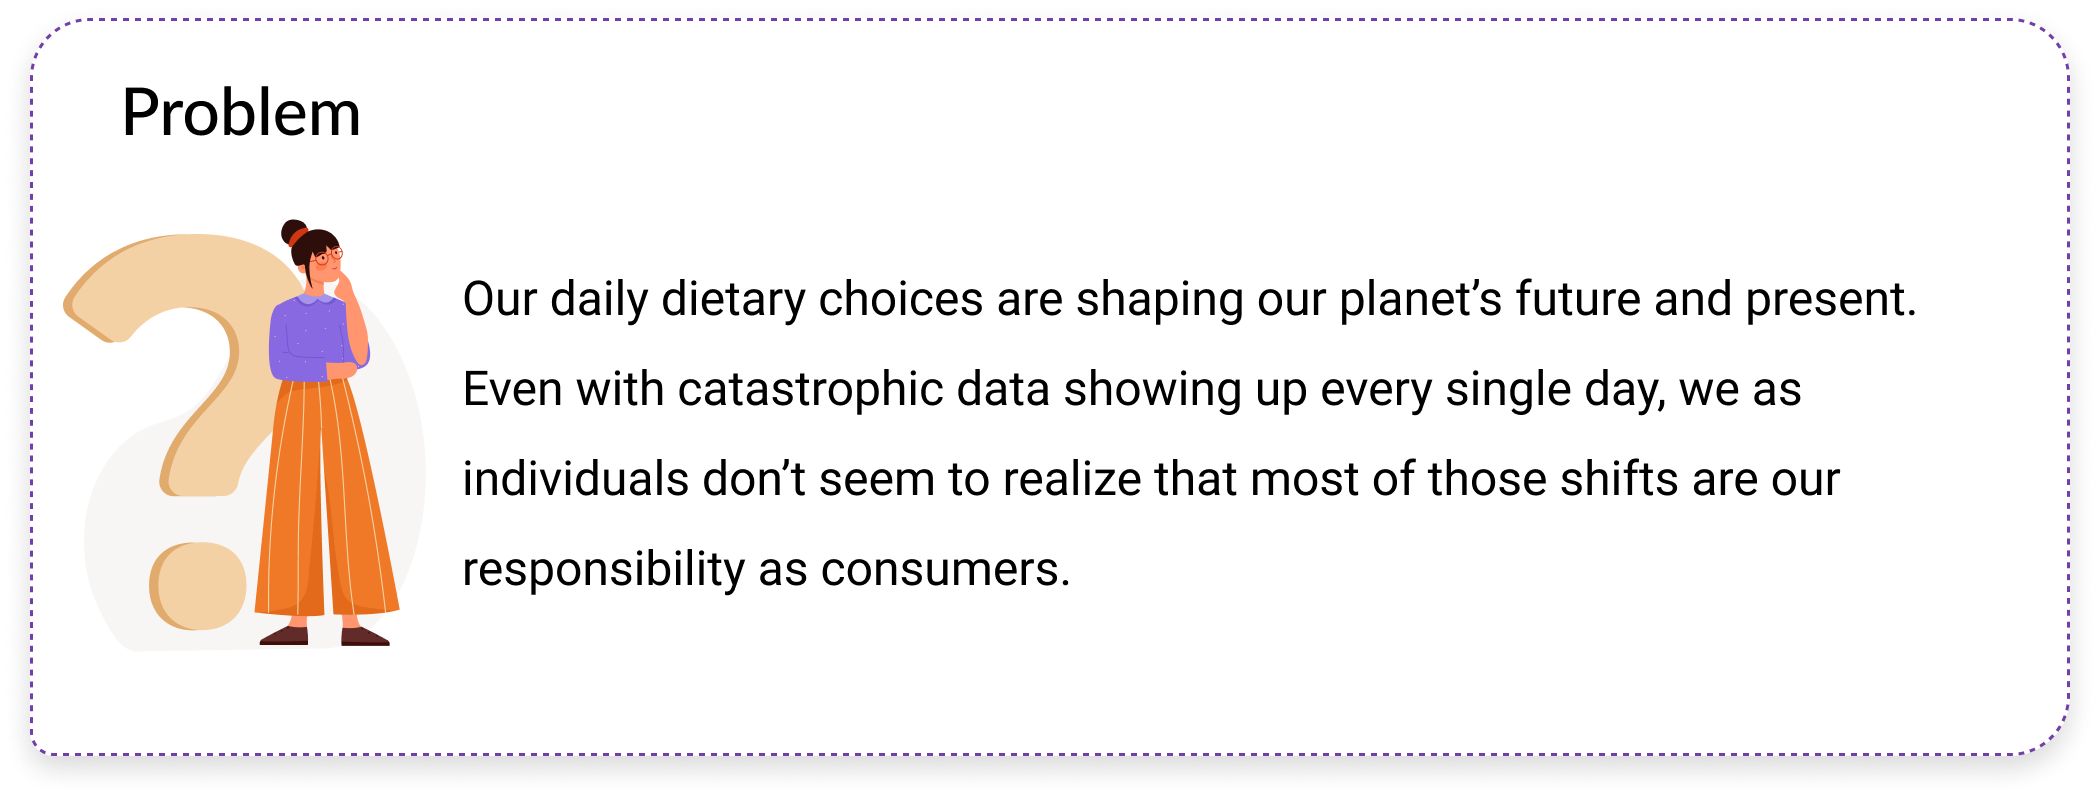 Problem
Our daily dietary choices are shaping our planet’s future and present.
Even with catastrophic data showing up every single day, we as
individuals don’t seem to realize that most of those shifts are our
responsibility as consumers.